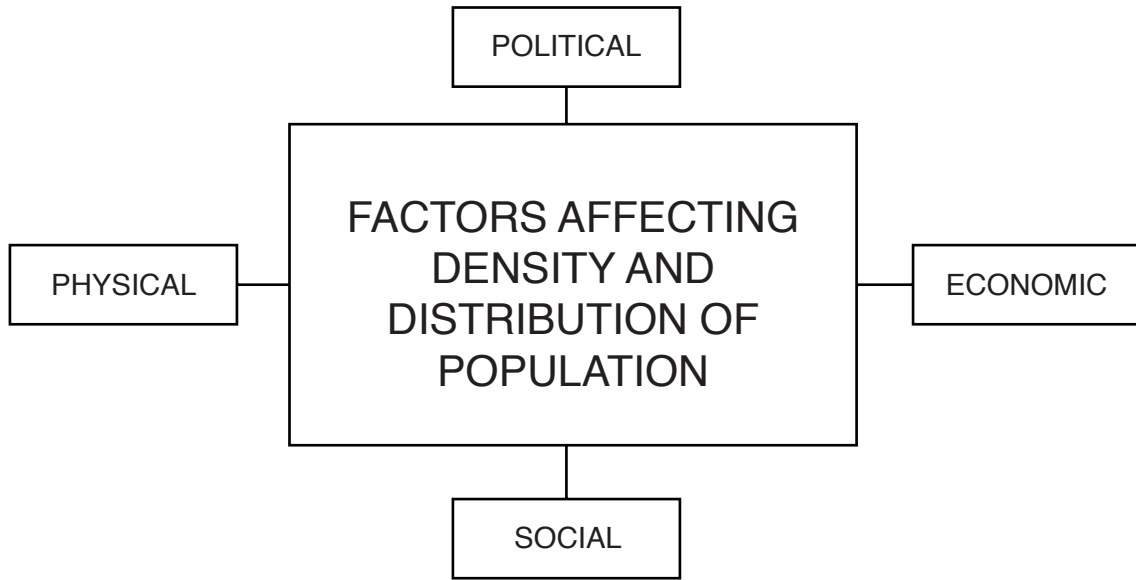 POLITICAL
FACTORS AFFECTING
DENSITY AND
DISTRIBUTION OF
POPULATION
PHYSICAL
ECONOMIC
SOCIAL